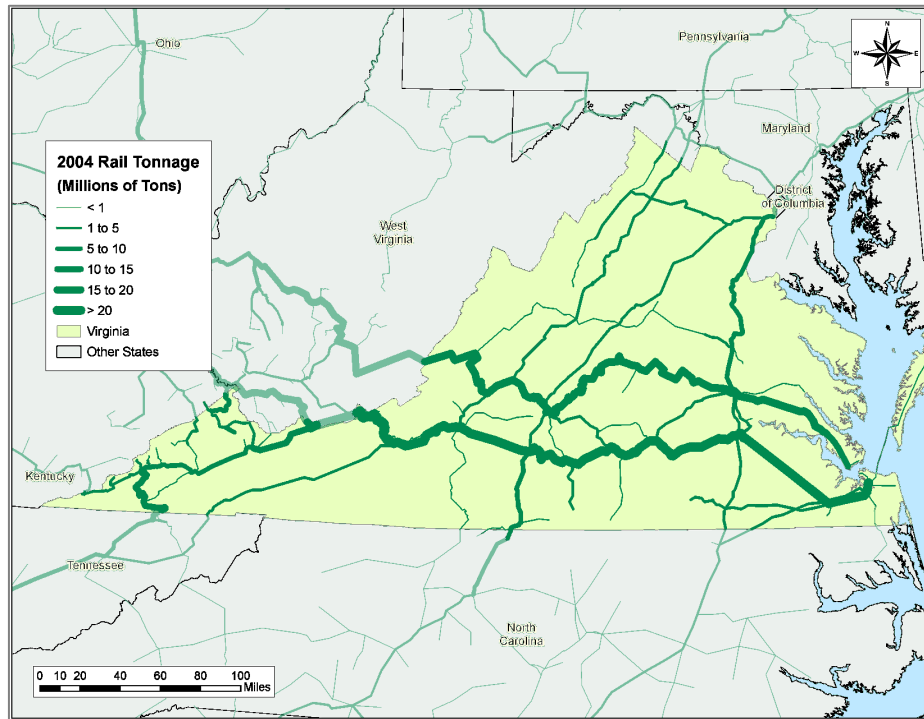 Ohio
Pennsylvania
N
W E
S
Maryland
2004 Rail Tonnage
(Millions of Tons)
< 1
1 to 5
5 to 10
10 to 15
15 to 20
> 20
Virginia
Other States
District
of Columbia
West
Virginia
Kentucky
Tennessee
North
Carolina
0 10 20 40 60 80 100
Miles